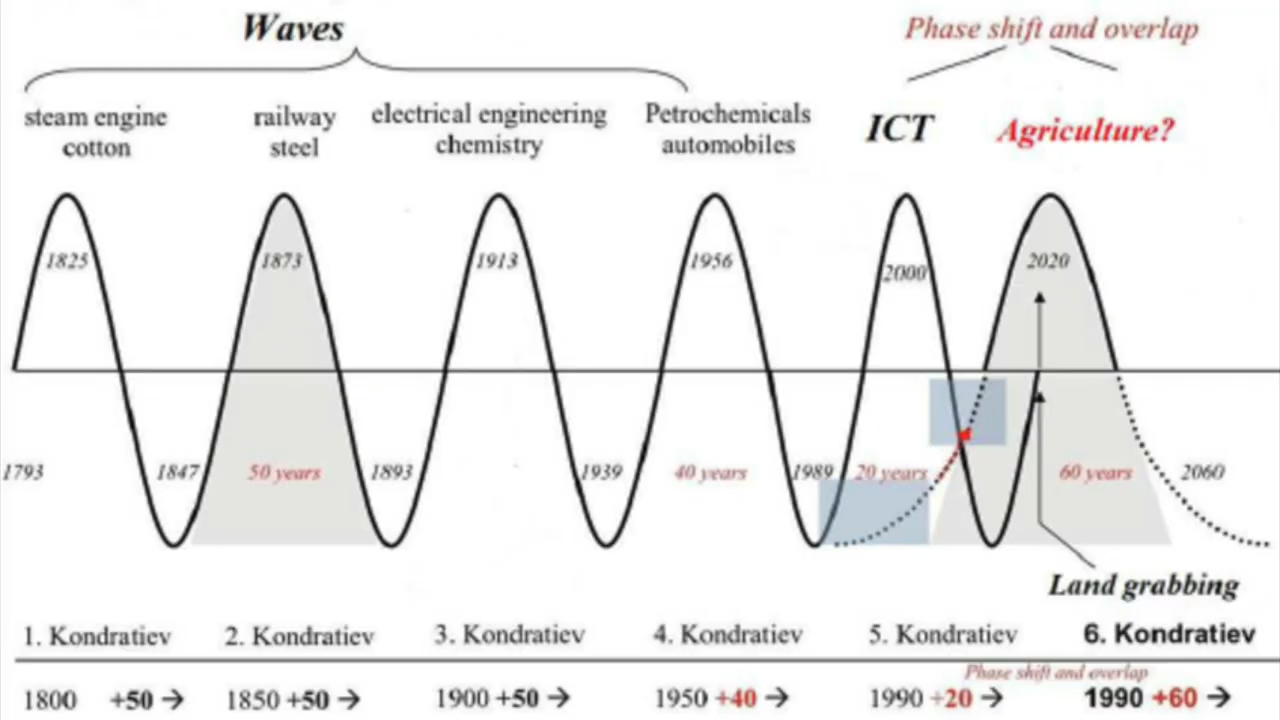 Waves
Phase shift and overlap
steam engine
cotton
railway
steel
electrical engineering
chemistry
Petrochemicals
automobiles
ICT
Agriculture?
1825
1873
1913
1956
2000
2020
1793
1847
50 years
1893
1939
40 years
1989
20 years
60 years
2060
Land grabbing
1. Kondratiev
2. Kondratiev
3. Kondratiev
4. Kondratiev
5. Kondratiev
6. Kondratiev
Phase shift and overlap
1800 +50 →
1850 +50 →
1900 +50 →
1950 +40 →
1990 +20 →
1990 +60 →